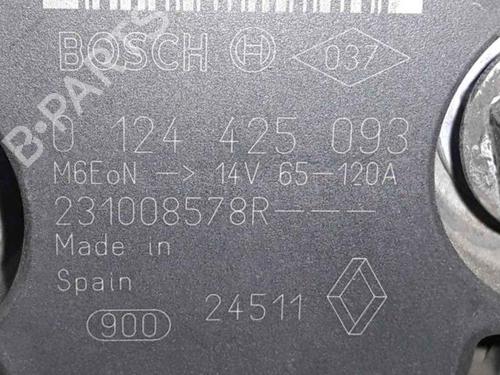 BOSCH 037
0 124 425 093
M6EoN -> 14V 65-120A
231008578R----
Made in
Spain
900 24511
B-PARTS